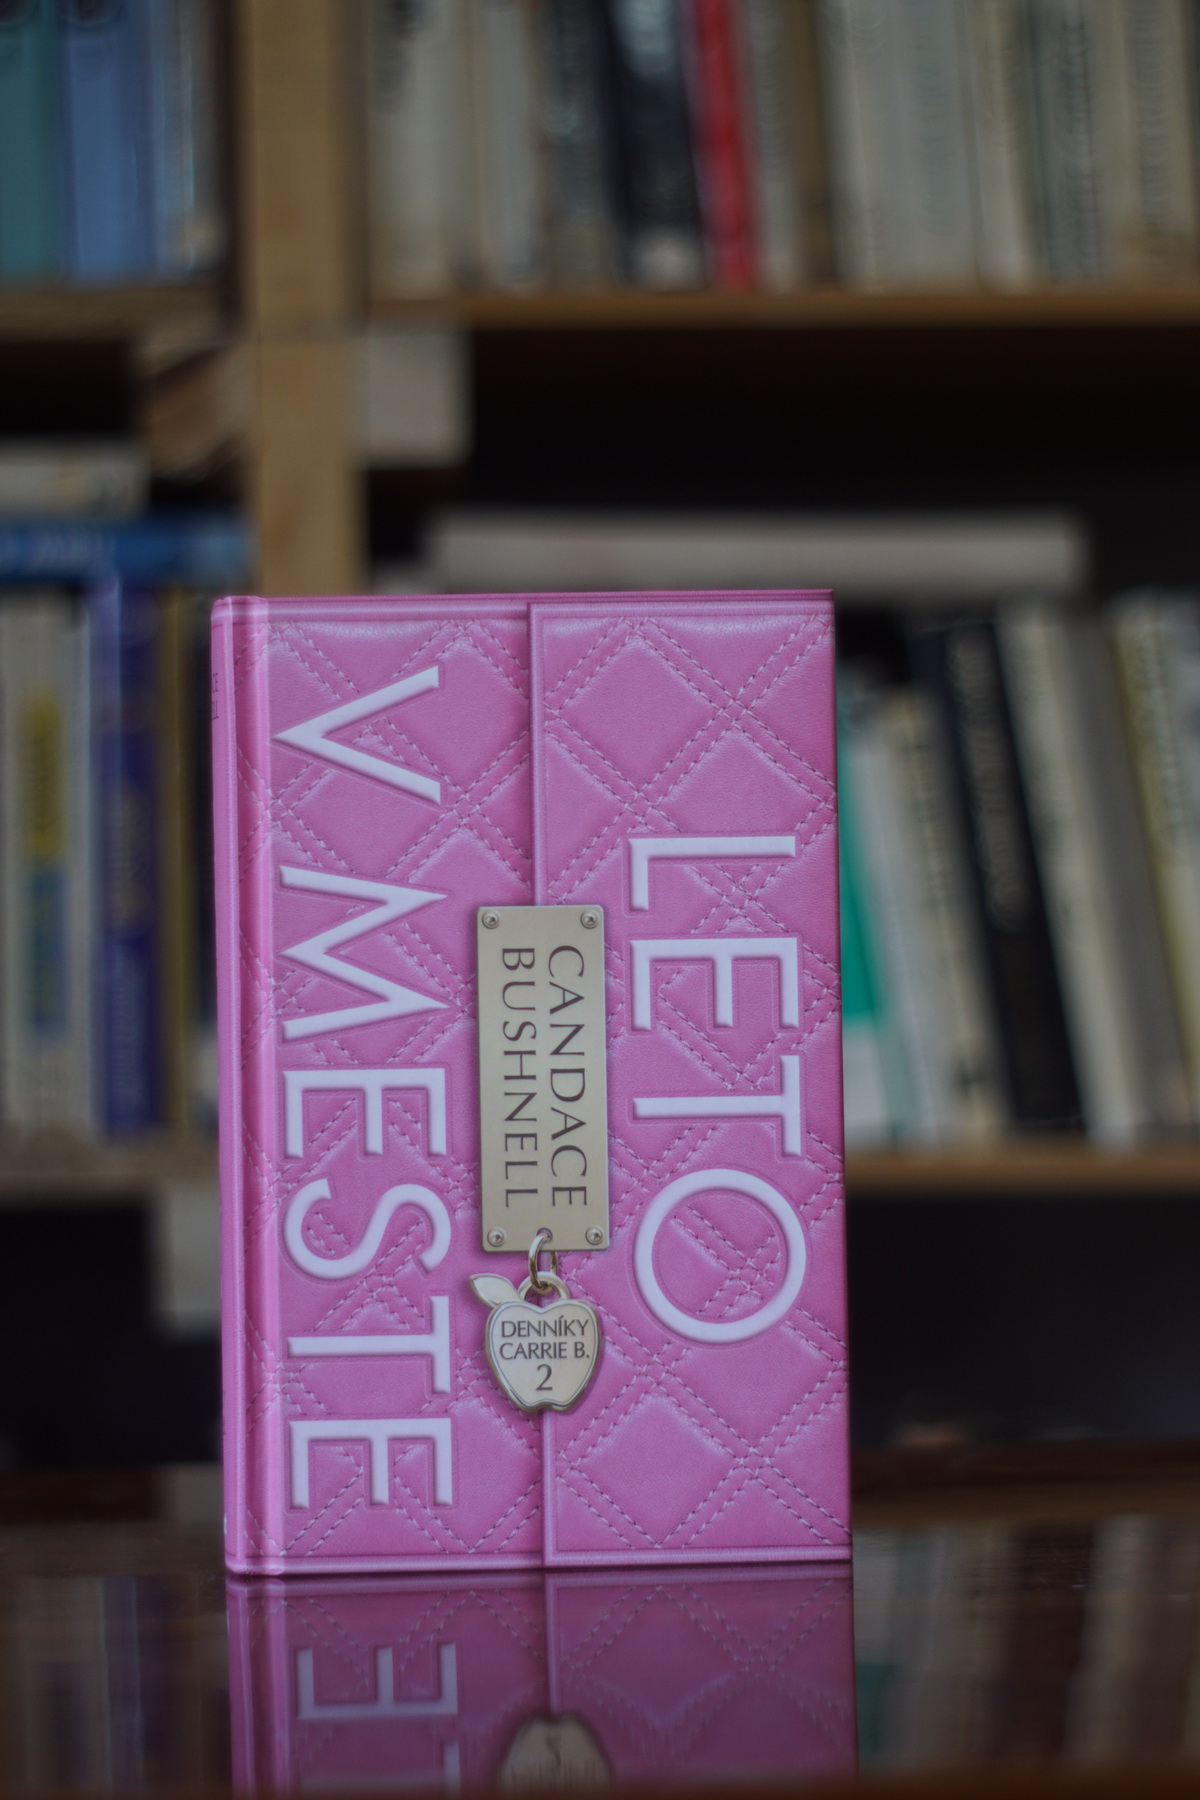 LETO
V MESTE
CANDACE
BUSHNELL
DENNÍKY
CARRIE B.
2